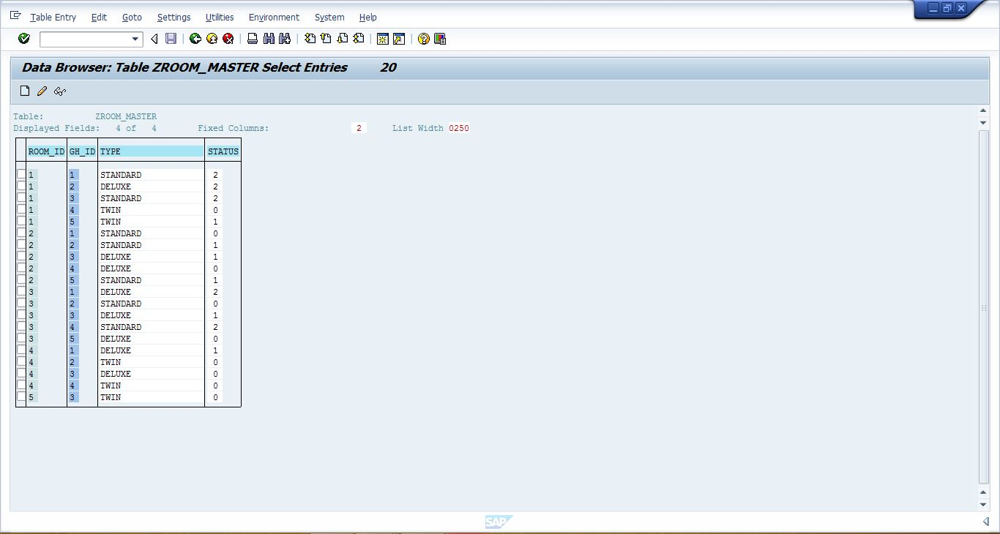 Table Entry Edit Goto Settings Utilities Environment System Help
Data Browser: Table ZROOM_MASTER Select Entries 20
Table: ZROOM_MASTER
Displayed Fields: 4 of 4 Fixed Columns: 2 List Width 0250
ROOM_ID GH_ID TYPE STATUS
1 1 STANDARD 2
1 2 DELUXE 2
1 3 STANDARD 2
1 4 TWIN 0
1 5 TWIN 1
2 1 STANDARD 0
2 2 STANDARD 1
2 3 DELUXE 1
2 4 DELUXE 0
2 5 STANDARD 1
3 1 DELUXE 2
3 2 STANDARD 0
3 3 DELUXE 1
3 4 STANDARD 2
3 5 DELUXE 0
4 1 DELUXE 1
4 2 TWIN 0
4 3 DELUXE 0
4 4 TWIN 0
5 3 TWIN 0
SAP